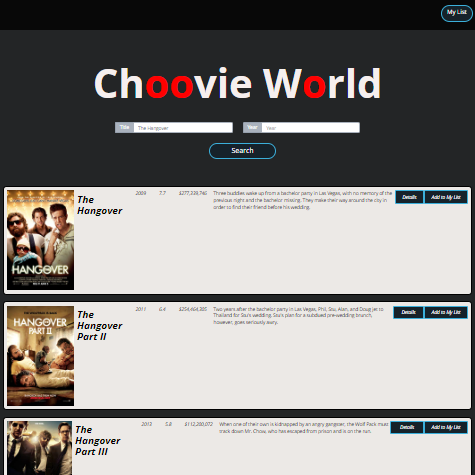 My List
Choovie World
Title
The Hangover
Year
Year
Search
The
Hangover
2009
7.7
$277,339,746
Three buddies wake up from a bachelor party in Las Vegas, with no memory of the
previous night and the bachelor missing. They make their way around the city in
order to find their friend before his wedding.
Details
Add to My List
HANGOVER
The
Hangover
Part II
2011
6.4
$254,464,305
Two years after the bachelor party in Las Vegas, Phil, Stu, Alan, and Doug jet to
Thailand for Stu's wedding. Stu's plan for a subdued pre-wedding brunch,
however, goes seriously awry.
Details
Add to My List
HANGOVER
PART II
The
Hangover
Part III
2013
5.8
$112,200,072
When one of their own is kidnapped by an angry gangster, the Wolf Pack must
track down Mr. Chow, who has escaped from prison and is on the run.
Details
Add to My List